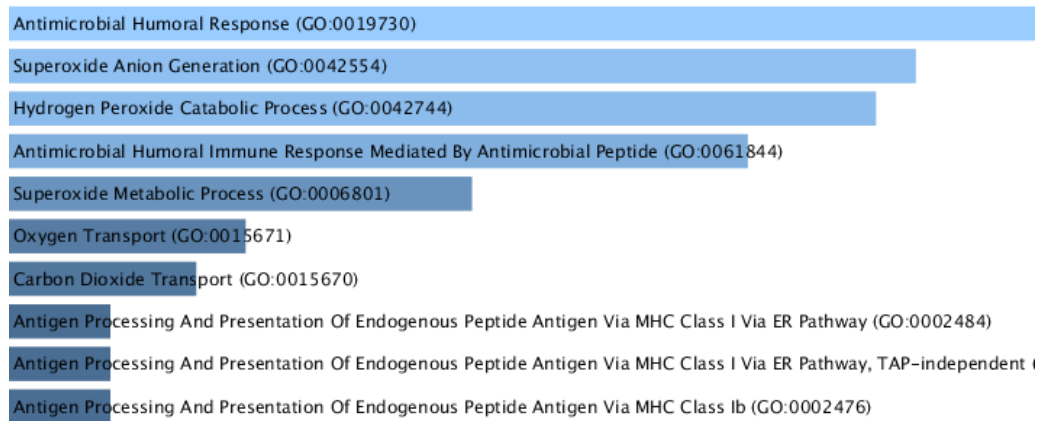 Antimicrobial Humoral Response (GO:0019730)
Superoxide Anion Generation (GO:0042554)
Hydrogen Peroxide Catabolic Process (GO:0042744)
Antimicrobial Humoral Immune Response Mediated By Antimicrobial Peptide (GO:0061844)
Superoxide Metabolic Process (GO:0006801)
Oxygen Transport (GO:0015671)
Carbon Dioxide Transport (GO:0015670)
Antigen Processing And Presentation Of Endogenous Peptide Antigen Via MHC Class I Via ER Pathway (GO:0002484)
Antigen Processing And Presentation Of Endogenous Peptide Antigen Via MHC Class I Via ER Pathway, TAP-independent (
Antigen Processing And Presentation Of Endogenous Peptide Antigen Via MHC Class Ib (GO:0002476)